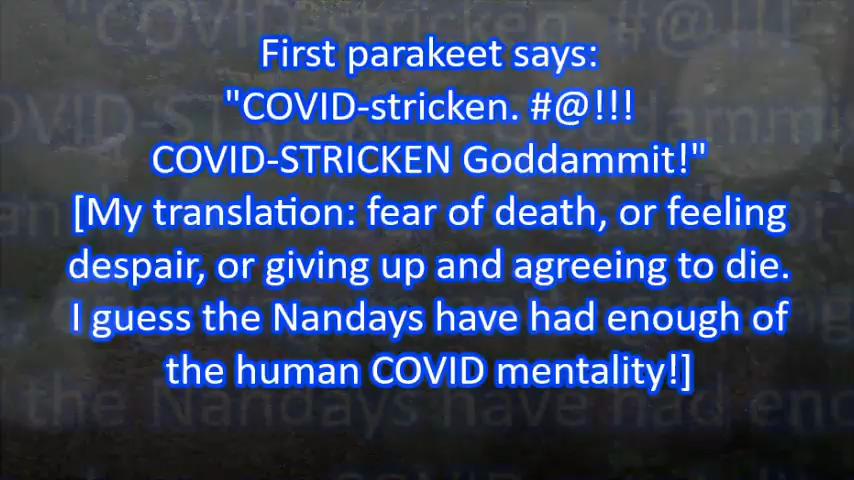 First parakeet says:
"COVID-stricken. #@!!!
COVID-STRICKEN Goddammit!"
[My translation: fear of death, or feeling
despair, or giving up and agreeing to die.
I guess the Nandays have had enough of
the human COVID mentality!]